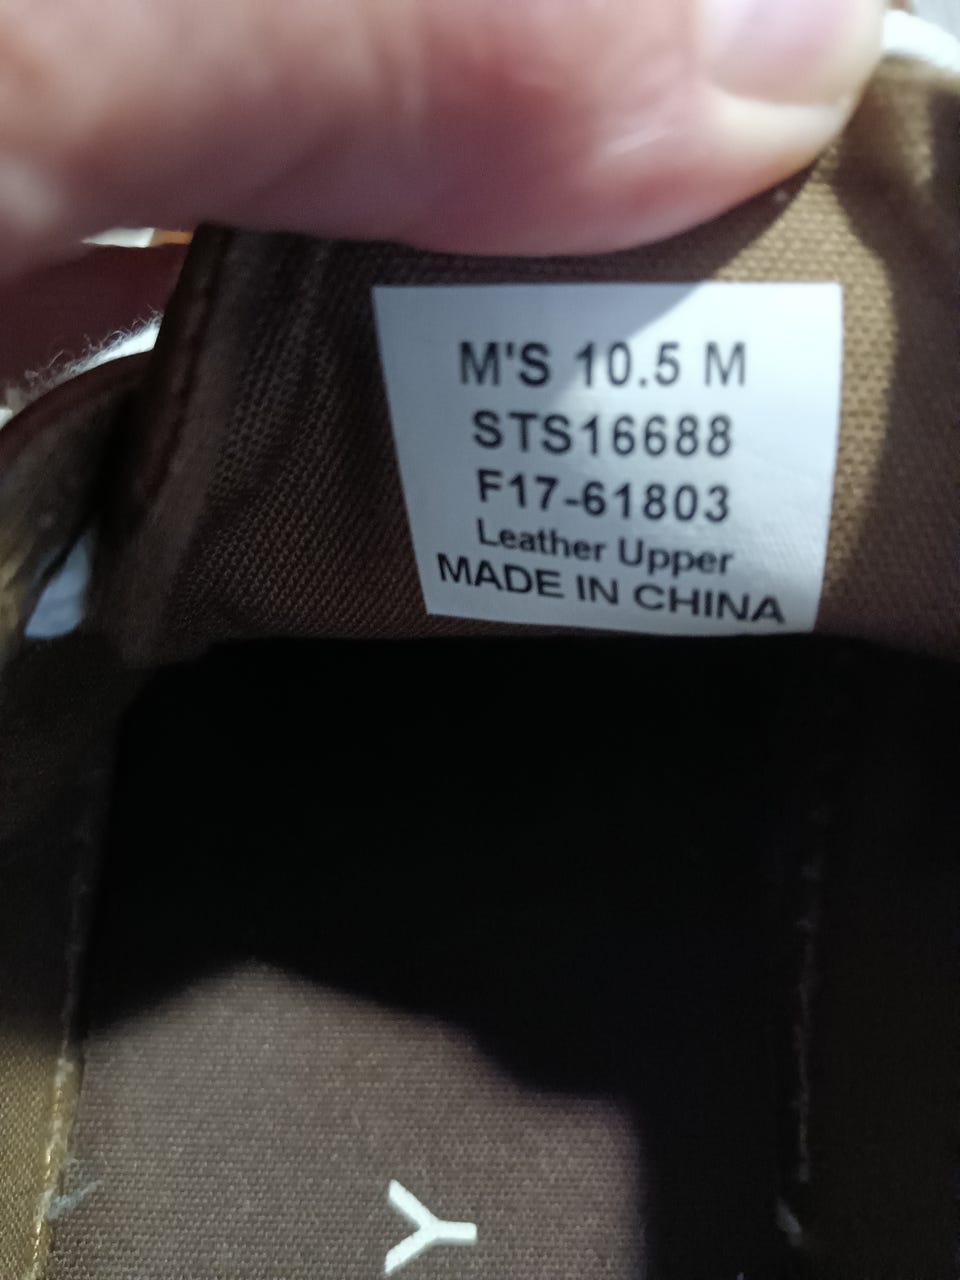 M'S 10.5 M
STS16688
F17-61803
Leather Upper
MADE IN CHINA
Y